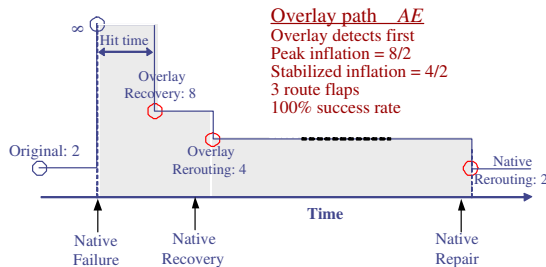 Overlay path AE
Overlay detects first
Peak inflation = 8/2
Stabilized inflation = 4/2
3 route flaps
100% success rate
∞
Hit time
Overlay
Recovery: 8
Original: 2
Overlay
Rerouting: 4
Native
Rerouting: 2
Time
Native
Failure
Native
Recovery
Native
Repair